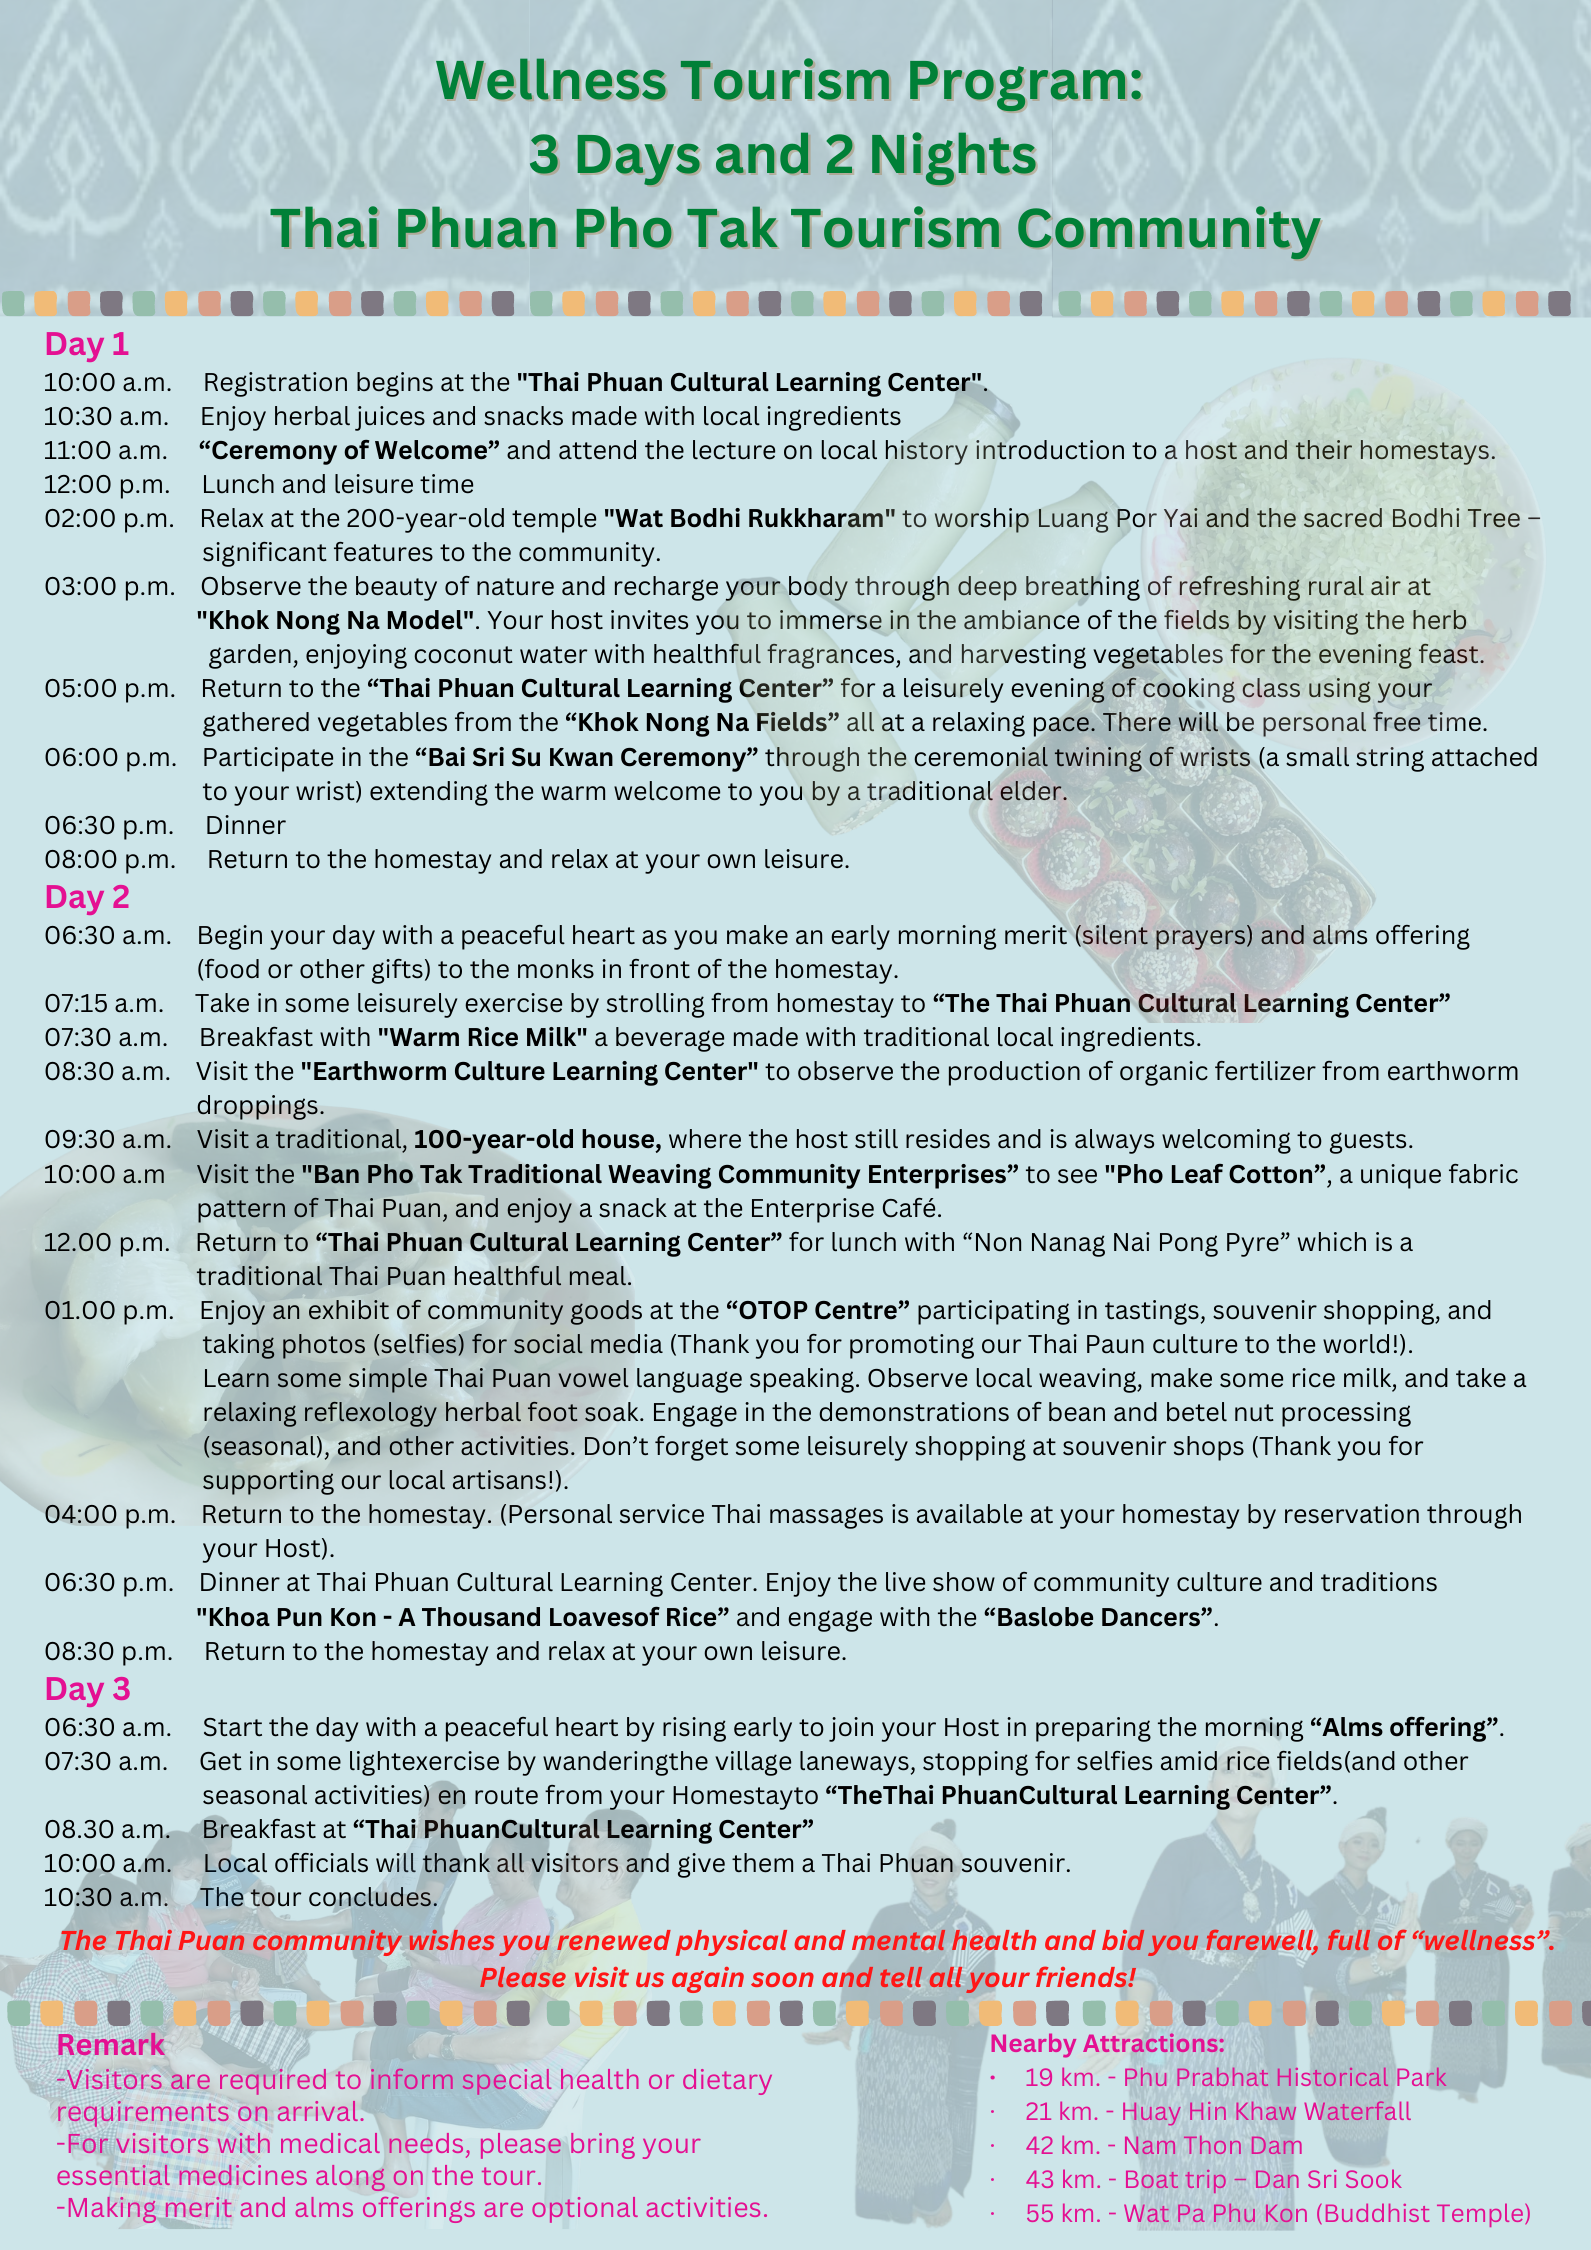 Wellness Tourism Program:
3 Days and 2 Nights
Thai Phuan Pho Tak Tourism Community
Day 1
10:00 a.m. Registration begins at the "Thai Phuan Cultural Learning Center".
10:30 a.m. Enjoy herbal juices and snacks made with local ingredients
11:00 a.m. “Ceremony of Welcome” and attend the lecture on local history introduction to a host and their homestays.
12:00 p.m. Lunch and leisure time
02:00 p.m. Relax at the 200-year-old temple "Wat Bodhi Rukkharam" to worship Luang Por Yai and the sacred Bodhi Tree –
significant features to the community.
03:00 p.m. Observe the beauty of nature and recharge your body through deep breathing of refreshing rural air at
"Khok Nong Na Model". Your host invites you to immerse in the ambiance of the fields by visiting the herb
garden, enjoying coconut water with healthful fragrances, and harvesting vegetables for the evening feast.
05:00 p.m. Return to the “Thai Phuan Cultural Learning Center” for a leisurely evening of cooking class using your
gathered vegetables from the “Khok Nong Na Fields” all at a relaxing pace. There will be personal free time.
06:00 p.m. Participate in the “Bai Sri Su Kwan Ceremony” through the ceremonial twining of wrists (a small string attached
to your wrist) extending the warm welcome to you by a traditional elder.
06:30 p.m. Dinner
08:00 p.m. Return to the homestay and relax at your own leisure.
Day 2
06:30 a.m. Begin your day with a peaceful heart as you make an early morning merit (silent prayers) and alms offering
(food or other gifts) to the monks in front of the homestay.
07:15 a.m. Take in some leisurely exercise by strolling from homestay to “The Thai Phuan Cultural Learning Center”
07:30 a.m. Breakfast with "Warm Rice Milk" a beverage made with traditional local ingredients.
08:30 a.m. Visit the "Earthworm Culture Learning Center" to observe the production of organic fertilizer from earthworm
droppings.
09:30 a.m. Visit a traditional, 100-year-old house, where the host still resides and is always welcoming to guests.
10:00 a.m Visit the "Ban Pho Tak Traditional Weaving Community Enterprises” to see "Pho Leaf Cotton”, a unique fabric
pattern of Thai Puan, and enjoy a snack at the Enterprise Café.
12.00 p.m. Return to “Thai Phuan Cultural Learning Center” for lunch with “Non Nanag Nai Pong Pyre” which is a
traditional Thai Puan healthful meal.
01.00 p.m. Enjoy an exhibit of community goods at the “OTOP Centre” participating in tastings, souvenir shopping, and
taking photos (selfies) for social media (Thank you for promoting our Thai Paun culture to the world!).
Learn some simple Thai Puan vowel language speaking. Observe local weaving, make some rice milk, and take a
relaxing reflexology herbal foot soak. Engage in the demonstrations of bean and betel nut processing
(seasonal), and other activities. Don’t forget some leisurely shopping at souvenir shops (Thank you for
supporting our local artisans!).
04:00 p.m. Return to the homestay. (Personal service Thai massages is available at your homestay by reservation through
your Host).
06:30 p.m. Dinner at Thai Phuan Cultural Learning Center. Enjoy the live show of community culture and traditions
"Khoa Pun Kon - A Thousand Loavesof Rice” and engage with the “Baslobe Dancers”.
08:30 p.m. Return to the homestay and relax at your own leisure.
Day 3
06:30 a.m. Start the day with a peaceful heart by rising early to join your Host in preparing the morning “Alms offering”.
07:30 a.m. Get in some lightexercise by wanderingthe village laneways, stopping for selfies amid rice fields(and other
seasonal activities) en route from your Homestayto “TheThai PhuanCultural Learning Center”.
08.30 a.m. Breakfast at “Thai PhuanCultural Learning Center”
10:00 a.m. Local officials will thank all visitors and give them a Thai Phuan souvenir.
10:30 a.m. The tour concludes.
The Thai Puan community wishes you renewed physical and mental health and bid you farewell, full of “wellness”.
Please visit us again soon and tell all your friends!
Remark
-Visitors are required to inform special health or dietary
requirements on arrival.
-For visitors with medical needs, please bring your
essential medicines along on the tour.
-Making merit and alms offerings are optional activities.
Nearby Attractions:
· 19 km. - Phu Prabhat Historical Park
· 21 km. - Huay Hin Khaw Waterfall
· 42 km. - Nam Thon Dam
· 43 km. - Boat trip – Dan Sri Sook
· 55 km. - Wat Pa Phu Kon (Buddhist Temple)